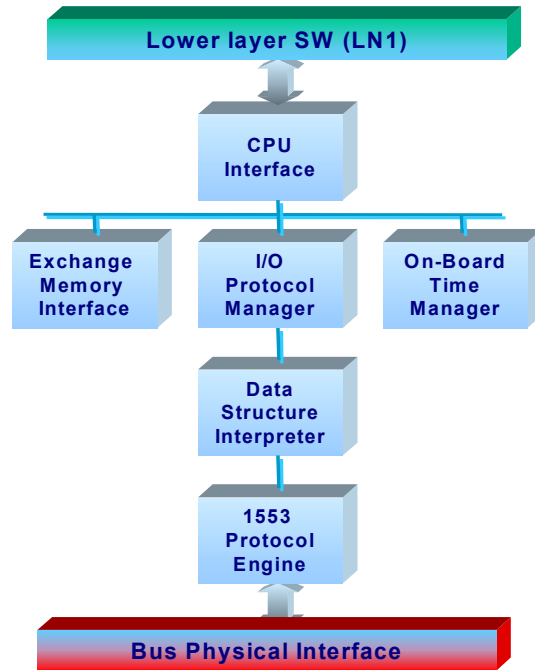 Lower layer SW (LN1)
CPU
Interface
Exchange
Memory
Interface
I/O
Protocol
Manager
On-Board
Time
Manager
Data
Structure
Interpreter
1553
Protocol
Engine
Bus Physical Interface